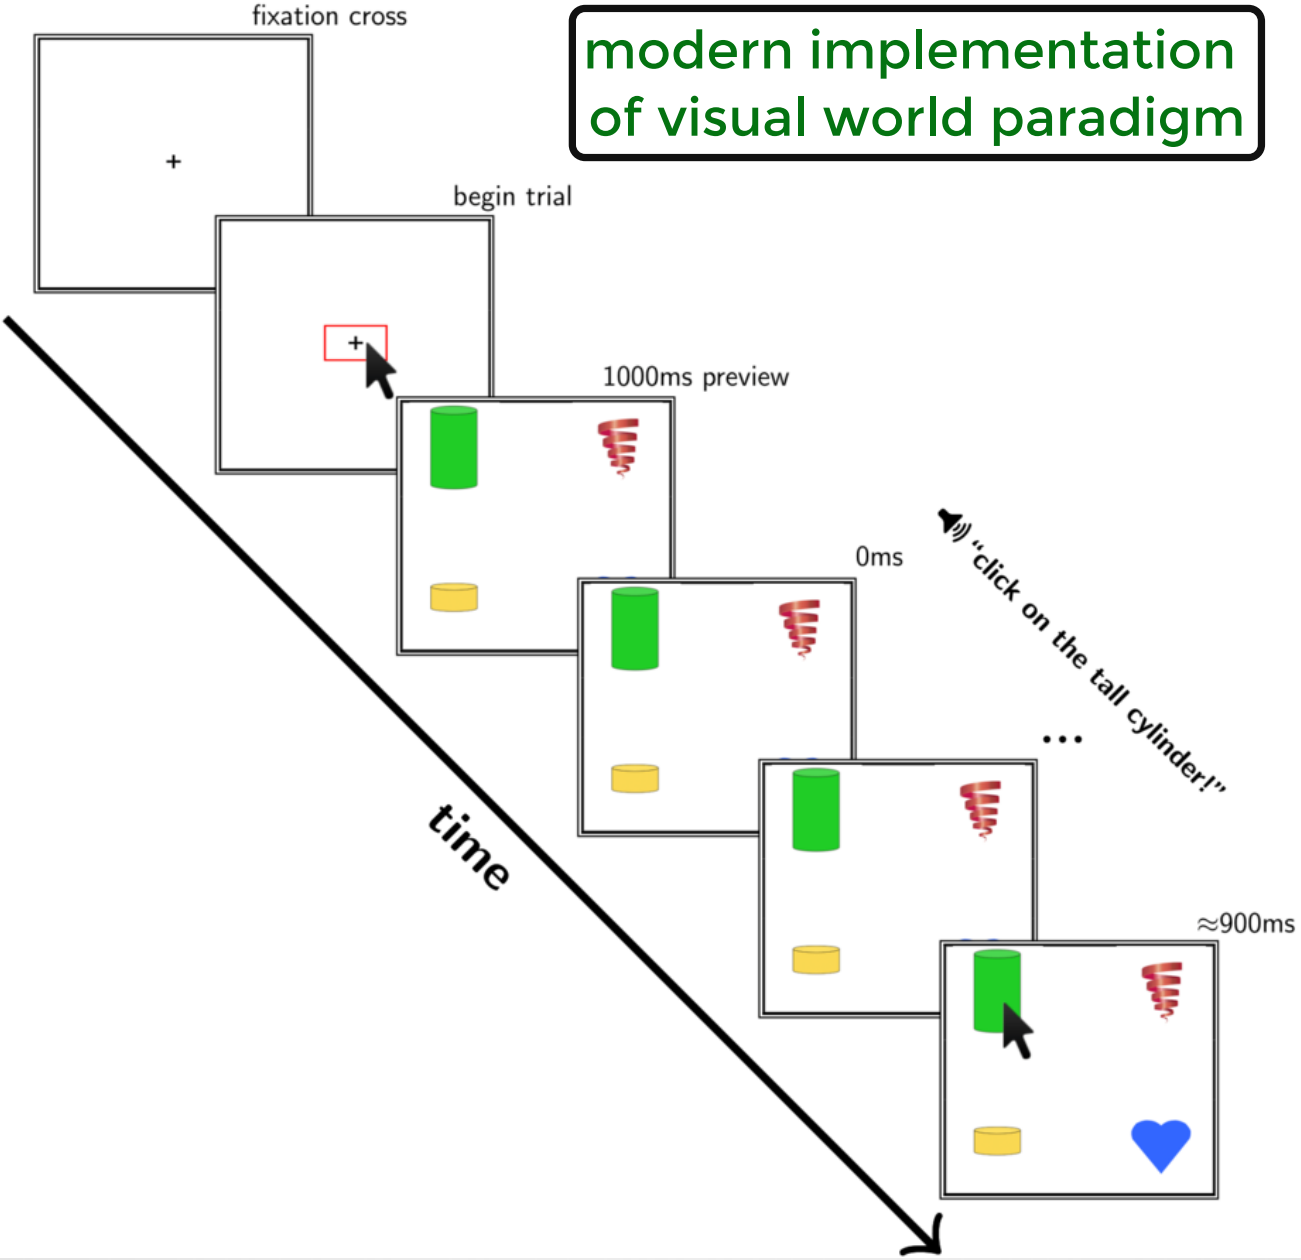 fixation cross
modern implementation
of visual world paradigm
begin trial
1000ms preview
0ms
“click on the tall cylinder!”
...
time
≈900ms